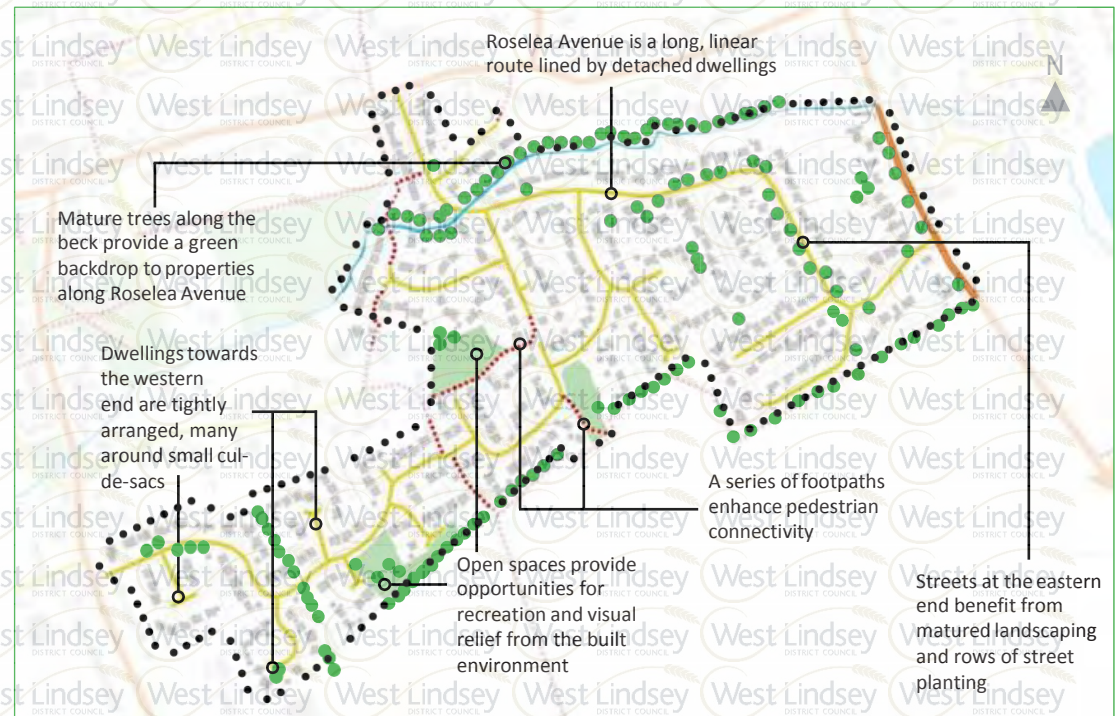 Roselea Avenue is a long, linear
route lined by detached dwellings
N
Mature trees along the
beck provide a green
backdrop to properties
along Roselea Avenue
Dwellings towards
the western
end are tightly
arranged, many
around small cul-
de-sacs
A series of footpaths
enhance pedestrian
connectivity
Open spaces provide
opportunities for
recreation and visual
relief from the built
environment
Streets at the eastern
end benefit from
matured landscaping
and rows of street
planting
West Lindsey
DISTRICT COUNCIL